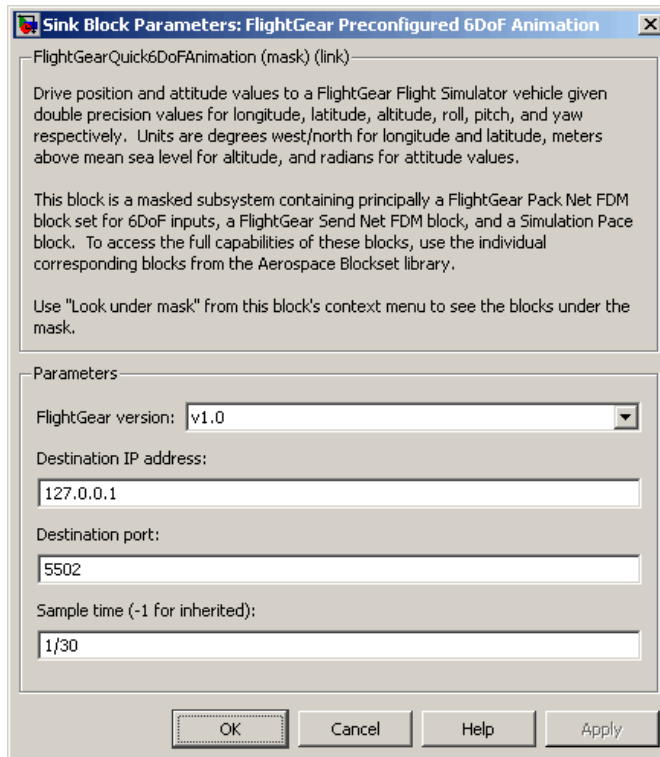 Sink Block Parameters: FlightGear Preconfigured 6DoF Animation
FlightGearQuick6DoFAnimation (mask) (link)
Drive position and attitude values to a FlightGear Flight Simulator vehicle given
double precision values for longitude, latitude, altitude, roll, pitch, and yaw
respectively.  Units are degrees west/north for longitude and latitude, meters
above mean sea level for altitude, and radians for attitude values.
This block is a masked subsystem containing principally a FlightGear Pack Net FDM
block set for 6DoF inputs, a FlightGear Send Net FDM block, and a Simulation Pace
block.  To access the full capabilities of these blocks, use the individual
corresponding blocks from the Aerospace Blockset library.
Use "Look under mask" from this block's context menu to see the blocks under the
mask.
Parameters
FlightGear version: v1.0
Destination IP address:
127.0.0.1
Destination port:
5502
Sample time (-1 for inherited):
1/30
OK Cancel Help Apply